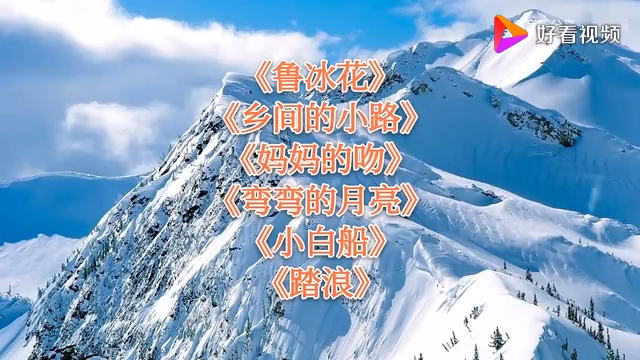 好看视频
《鲁冰花》
《乡间的小路》
《妈妈的吻》
《弯弯的月亮》
《小白船》
《踏浪》